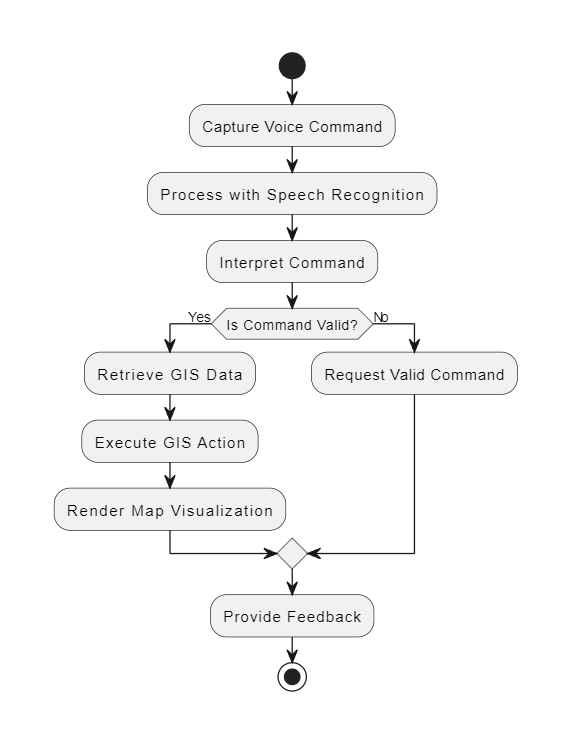 Capture Voice Command
Process with Speech Recognition
Interpret Command
Is Command Valid?
Yes
No
Retrieve GIS Data
Request Valid Command
Execute GIS Action
Render Map Visualization
Provide Feedback